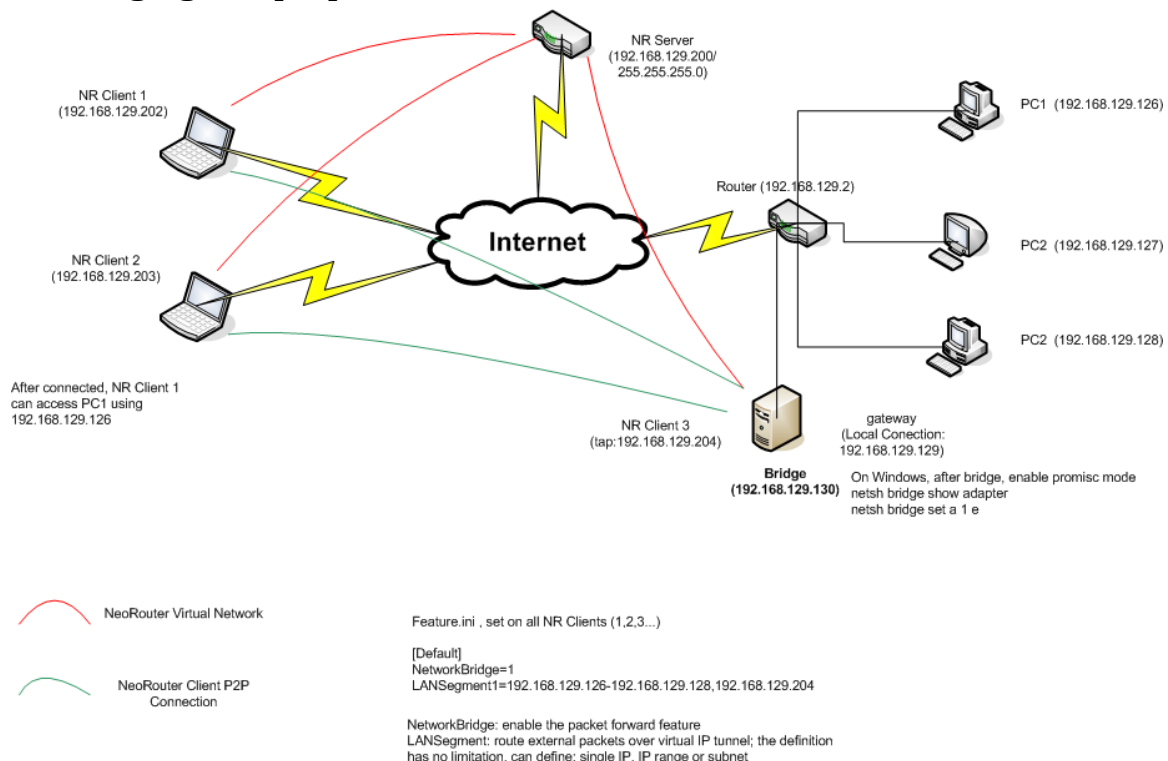 NR Server
(192.168.129.200/
255.255.255.0)
NR Client 1
(192.168.129.202)
PC1 (192.168.129.126)
Router (192.168.129.2)
Internet
PC2 (192.168.129.127)
NR Client 2
(192.168.129.203)
PC2 (192.168.129.128)
After connected, NR Client 1
can access PC1 using
192.168.129.126
NR Client 3
(tap:192.168.129.204)
gateway
(Local Conection:
192.168.129.129)
Bridge
(192.168.129.130)
On Windows, after bridge, enable promisc mode
netsh bridge show adapter
netsh bridge set a 1 e
NeoRouter Virtual Network
NeoRouter Client P2P
Connection
Feature.ini , set on all NR Clients (1,2,3...)
[Default]
NetworkBridge=1
LANSegment1=192.168.129.126-192.168.129.128,192.168.129.204
NetworkBridge: enable the packet forward feature
LANSegment: route external packets over virtual IP tunnel; the definition
has no limitation, can define: single IP, IP range or subnet